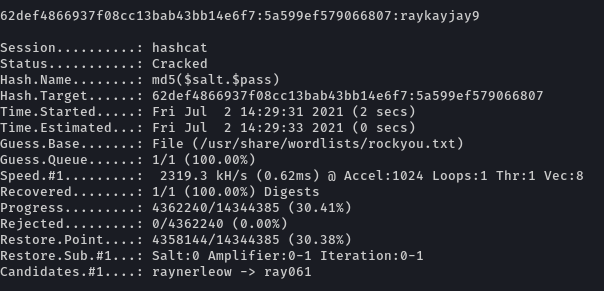 62def4866937f08cc13bab43bb14e6f7:5a599ef579066807:raykayjay9
Session..........: hashcat
Status...........: Cracked
Hash.Name........: md5($salt.$pass)
Hash.Target......: 62def4866937f08cc13bab43bb14e6f7:5a599ef579066807
Time.Started.....: Fri Jul  2 14:29:31 2021 (2 secs)
Time.Estimated...: Fri Jul  2 14:29:33 2021 (0 secs)
Guess.Base.......: File (/usr/share/wordlists/rockyou.txt)
Guess.Queue......: 1/1 (100.00%)
Speed.#1.........:  2319.3 kH/s (0.62ms) @ Accel:1024 Loops:1 Thr:1 Vec:8
Recovered........: 1/1 (100.00%) Digests
Progress.........: 4362240/14344385 (30.41%)
Rejected.........: 0/4362240 (0.00%)
Restore.Point....: 4358144/14344385 (30.38%)
Restore.Sub.#1...: Salt:0 Amplifier:0-1 Iteration:0-1
Candidates.#1....: raynerleow -> ray061